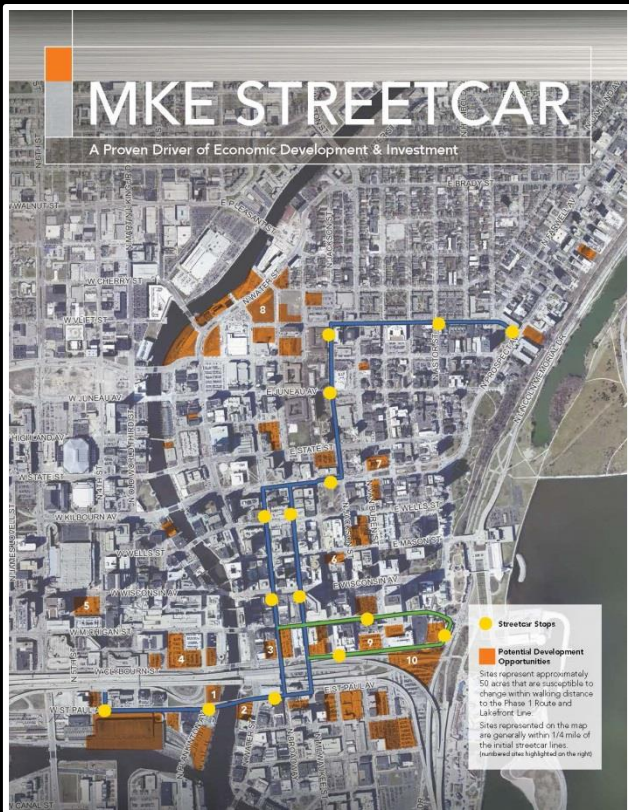 MKE STREETCAR
A Proven Driver of Economic Development & Investment
E BRADY ST
W WALNUT ST
E PLEASANT ST
W CHERRY ST
N WATER ST
8
W VLIET ST
W JUNEAU AV
E JUNEAU AV
HIGHLAND AV
E STATE ST
W STATE ST
7
W KILBOURN AV
E WELLS ST
W WELLS ST
E MASON ST
6
W WISCONSIN AV
E WISCONSIN AV
5
W MICHIGAN ST
3
9
4
10
W CLYBOURN ST
1
E ST PAUL AV
W ST PAUL
2
CANAL ST
Streetcar Stops
Potential Development
Opportunities
Sites represent approximately
50 acres that are susceptible to
change within walking distance
to the Phase 1 Route and
Lakefront Line.
Sites represented on the map
are generally within 1/4 mile of
the initial streetcar lines.
(numbered sites highlighted on the right)